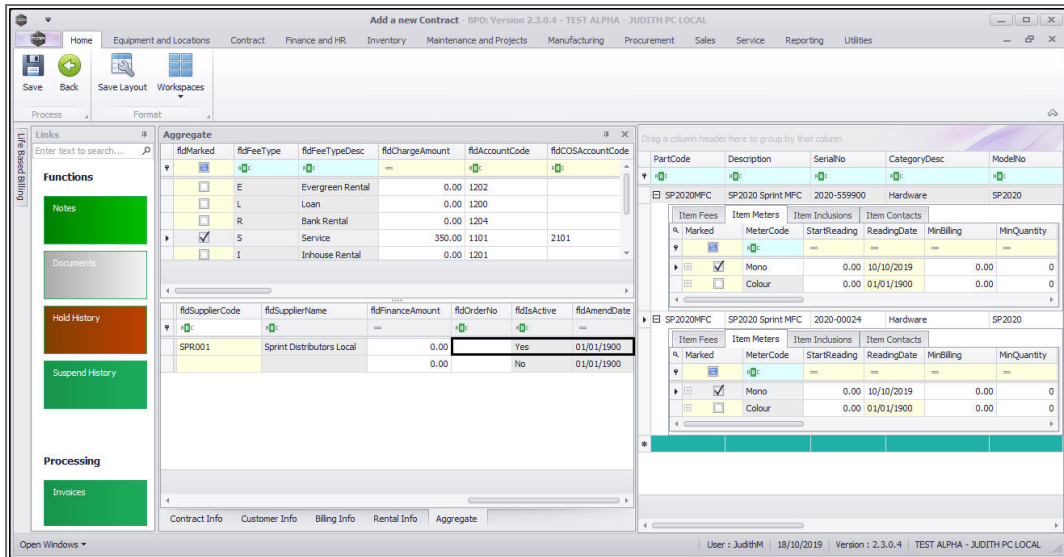 Add a new Contract - BPO: Version 2.3.0.4 - TEST ALPHA - JUDITH PC LOCAL
Home Equipment and Locations Contract Finance and HR Inventory Maintenance and Projects Manufacturing Procurement Sales Service Reporting Utilities
Save Back Save Layout Workspaces
Process Format
Life Based Billing
Links
Enter text to search...
Functions
Notes
Documents
Hold History
Suspend History
Processing
Invoices
Aggregate
fldMarked fldFeeType fldFeeTypeDesc fldChargeAmount fldAccountCode fldCOSAccountCode
E Evergreen Rental 0.00 1202
L Loan 0.00 1200
R Bank Rental 0.00 1204
S Service 350.00 1101 2101
I Inhouse Rental 0.00 1201
fldSupplierCode fldSupplierName fldFinanceAmount fldOrderNo fldIsActive fldAmendDate
SPR001 Sprint Distributors Local 0.00 Yes 01/01/1900
0.00 No 01/01/1900
Contract Info Customer Info Billing Info Rental Info Aggregate
Drag a column header here to group by that column
PartCode Description SerialNo CategoryDesc ModelNo
SP2020MFC SP2020 Sprint MFC 2020-559900 Hardware SP2020
Item Fees Item Meters Item Inclusions Item Contacts
Marked MeterCode StartReading ReadingDate MinBilling MinQuantity
Mono 0.00 10/10/2019 0.00 0
Colour 0.00 01/01/1900 0.00 0
SP2020MFC SP2020 Sprint MFC 2020-00024 Hardware SP2020
Item Fees Item Meters Item Inclusions Item Contacts
Marked MeterCode StartReading ReadingDate MinBilling MinQuantity
Mono 0.00 10/10/2019 0.00 0
Colour 0.00 01/01/1900 0.00 0
Open Windows User : JudithM 18/10/2019 Version : 2.3.0.4 TEST ALPHA - JUDITH PC LOCAL